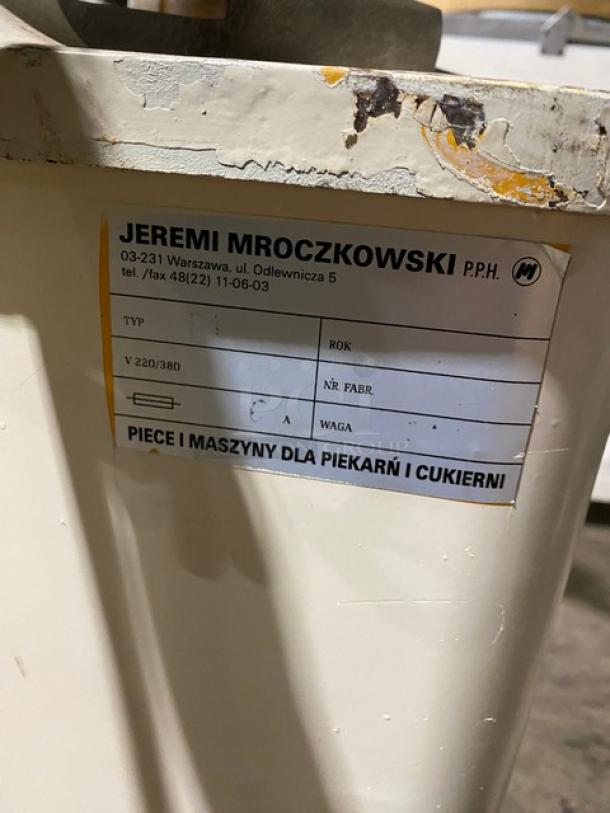 JEREMI MROCZKOWSKI P.P.H. M
03-231 Warszawa, ul. Odlewnicza 5
tel. /fax 48(22) 11-06-03
TYP
ROK
V 220/380
NR. FABR.
A
WAGA
PIECE I MASZYNY DLA PIEKARŃ I CUKIERNI
GROUP